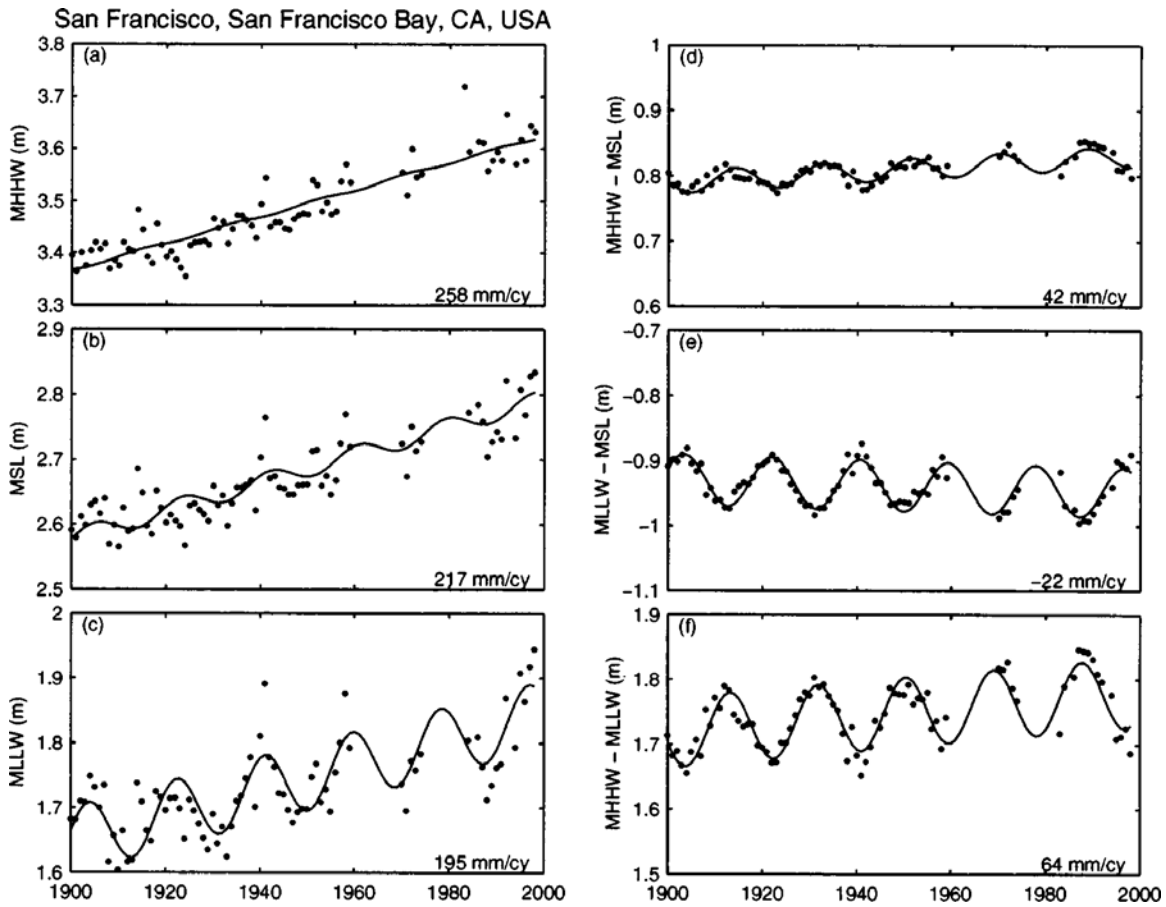 San Francisco, San Francisco Bay, CA, USA
(a)
MHHW (m)
3.8
3.7
3.6
3.5
3.4
3.3
258 mm/cy
(b)
MSL (m)
2.9
2.8
2.7
2.6
2.5
217 mm/cy
(c)
MLLW (m)
2
1.9
1.8
1.7
1.6
195 mm/cy
1900 1920 1940 1960 1980 2000
(d)
MHHW – MSL (m)
1
0.9
0.8
0.7
0.6
42 mm/cy
(e)
MLLW – MSL (m)
-0.7
-0.8
-0.9
-1
-1.1
-22 mm/cy
(f)
MHHW – MLLW (m)
1.9
1.8
1.7
1.6
1.5
64 mm/cy
1900 1920 1940 1960 1980 2000